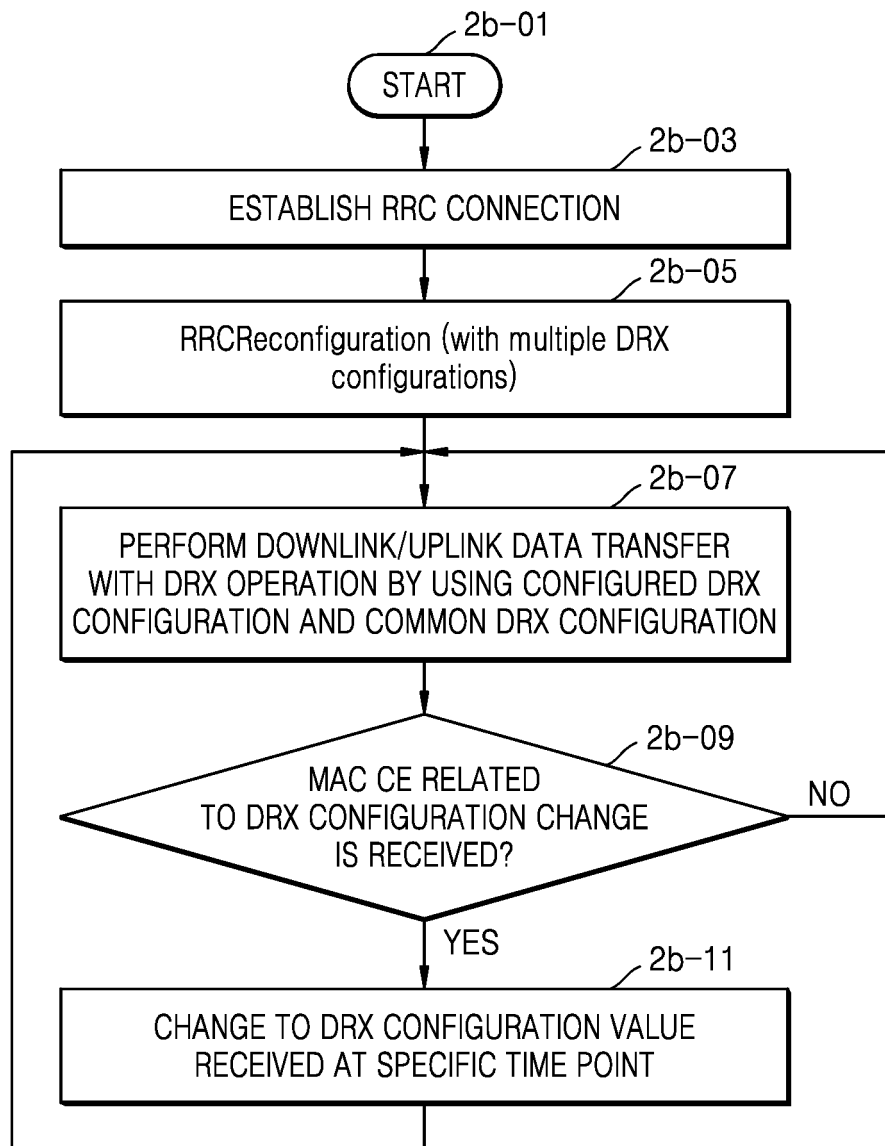 2b-01
START
2b-03
ESTABLISH RRC CONNECTION
2b-05
RRCReconfiguration (with multiple DRX
configurations)
2b-07
PERFORM DOWNLINK/UPLINK DATA TRANSFER
WITH DRX OPERATION BY USING CONFIGURED DRX
CONFIGURATION AND COMMON DRX CONFIGURATION
2b-09
MAC CE RELATED
TO DRX CONFIGURATION CHANGE
IS RECEIVED?
NO
YES
2b-11
CHANGE TO DRX CONFIGURATION VALUE
RECEIVED AT SPECIFIC TIME POINT